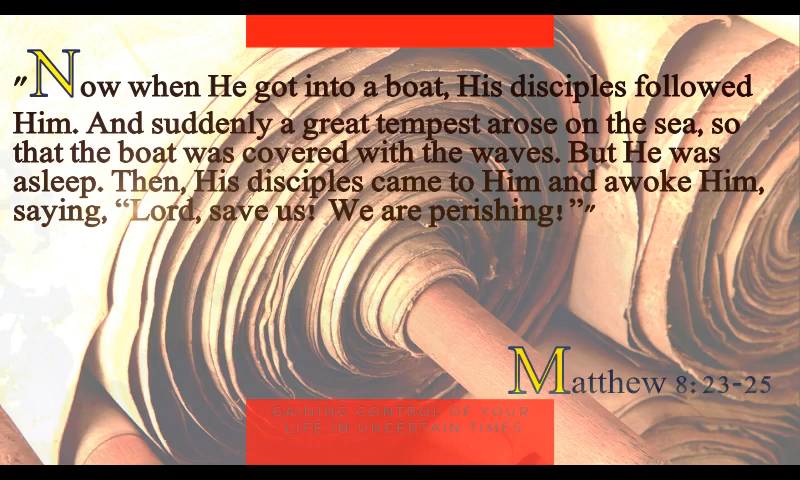 "Now when He got into a boat, His disciples followed
Him. And suddenly a great tempest arose on the sea, so
that the boat was covered with the waves. But He was
asleep. Then, His disciples came to Him and awoke Him,
saying, “Lord, save us!  We are perishing!”"
Matthew 8:23-25
GAINING CONTROL OF YOUR
LIFE IN UNCERTAIN TIMES